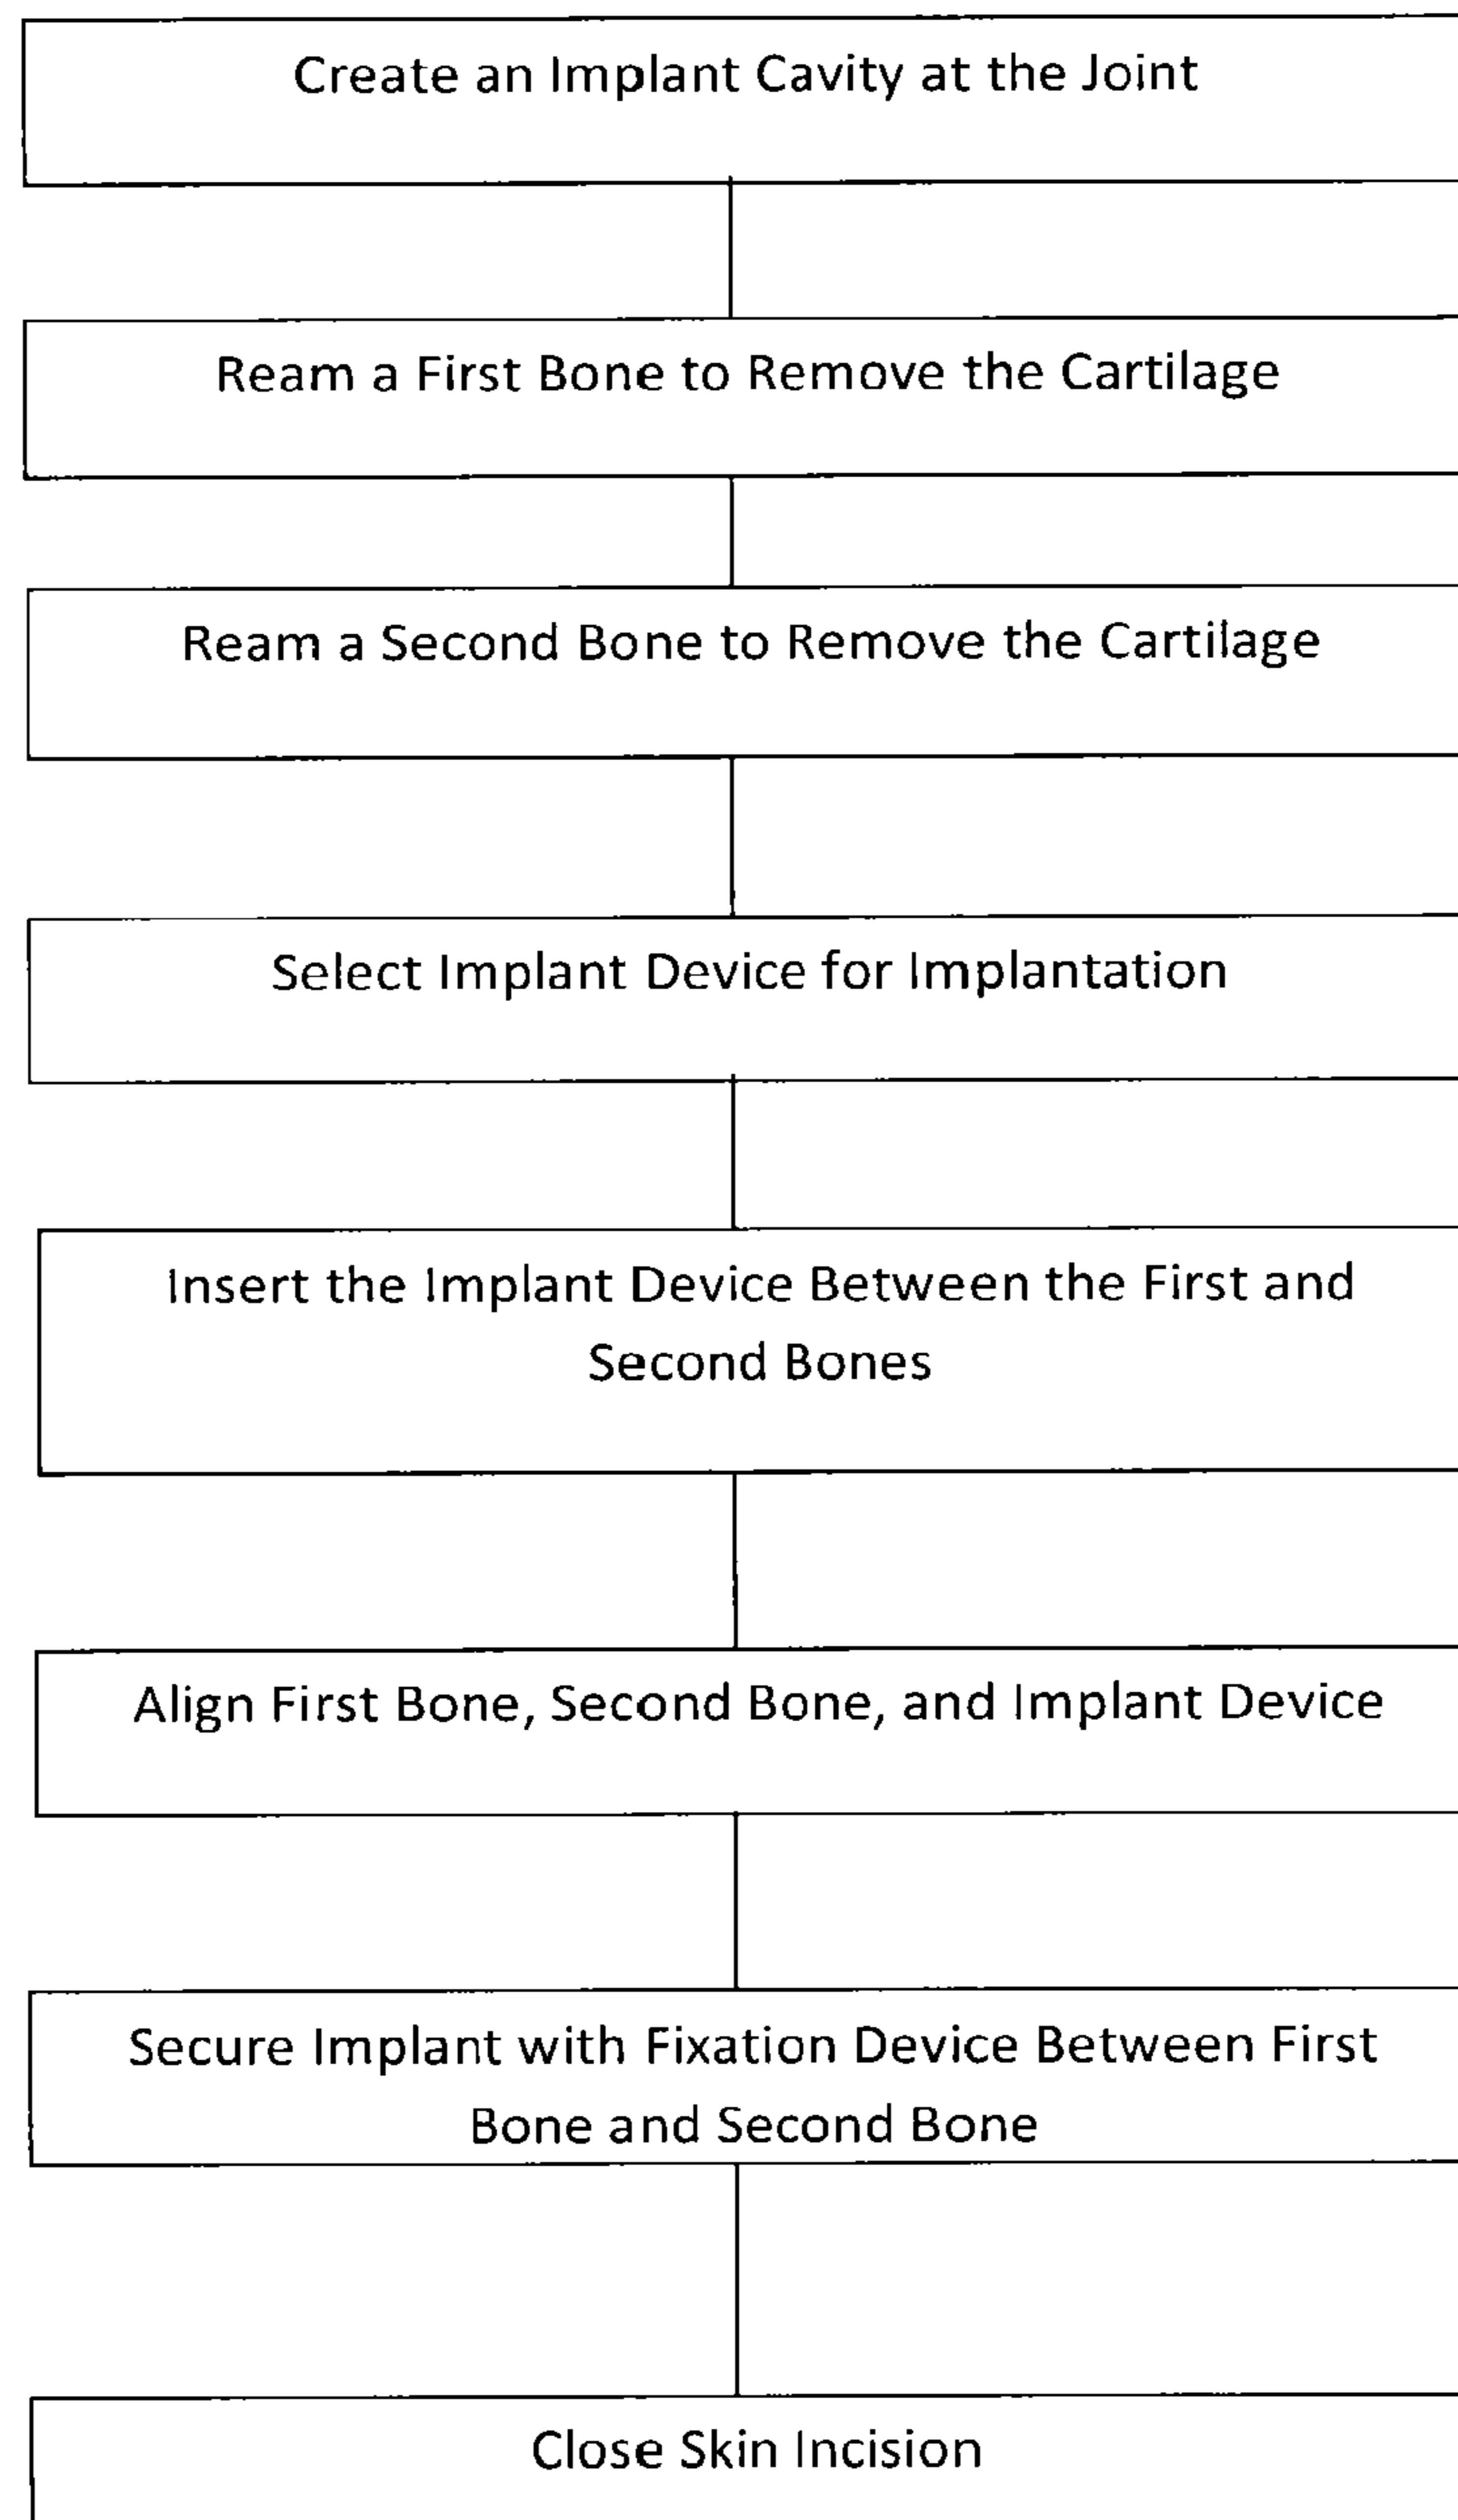 Create an Implant Cavity at the Joint
Ream a First Bone to Remove the Cartilage
Ream a Second Bone to Remove the Cartilage
Select Implant Device for Implantation
Insert the Implant Device Between the First and
Second Bones
Align First Bone, Second Bone, and Implant Device
Secure Implant with Fixation Device Between First
Bone and Second Bone
Close Skin Incision